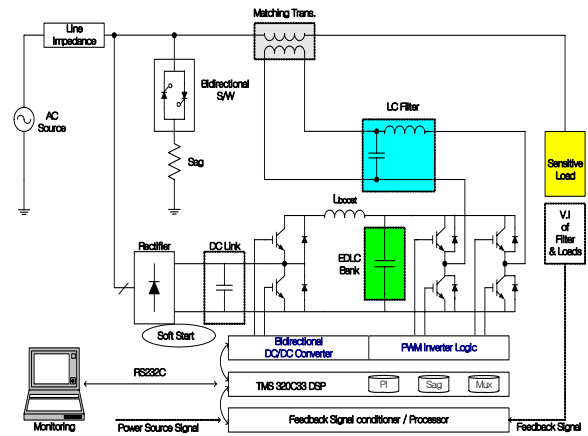 Matching Trans.
Line
Impedance
Bidirectional
S/W
LC Filter
AC
Source
Sag
Sensitive
Load
Lboost
V.I
of
Filter
& Loads
Rectifier
DC Link
EDLC
Bank
Soft Start
Bidirectional
DC/DC Converter
PWM Inverter Logic
RS232C
TMS 320C33 DSP
PI
Sag
Mux
Monitoring
Power Source Signal
Feedback Signal conditioner / Processor
Feedback Signal